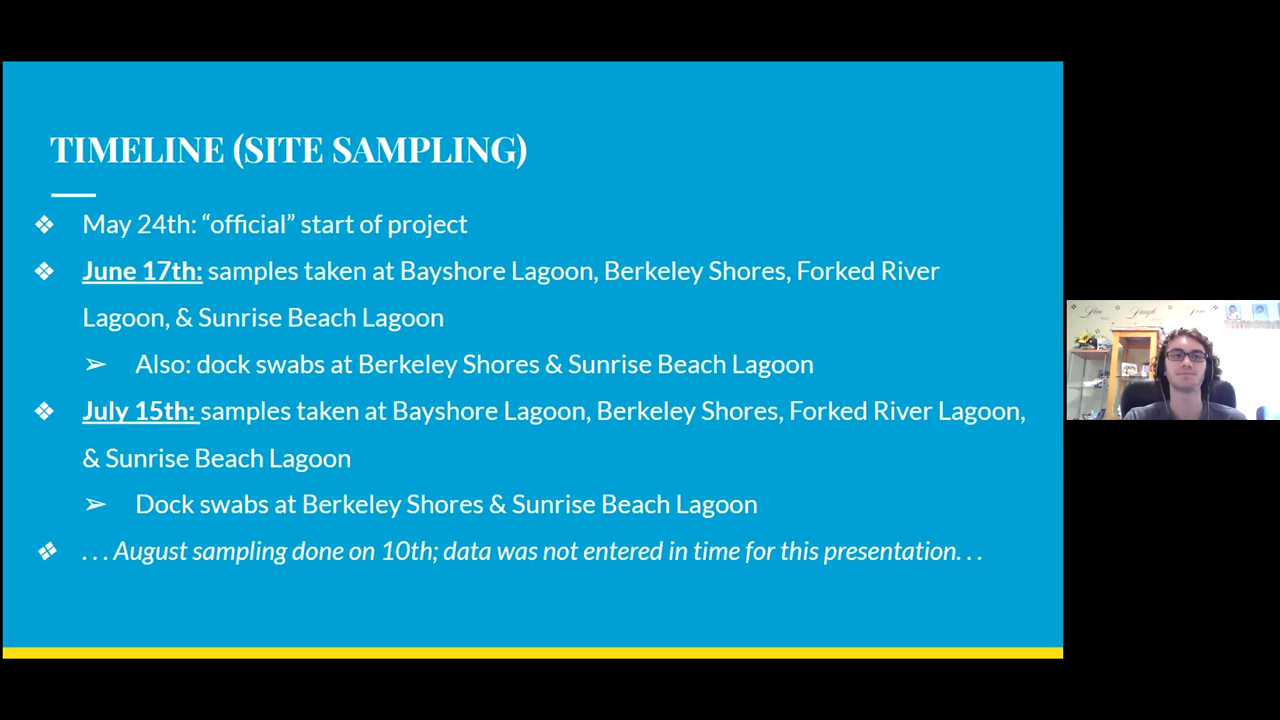 TIMELINE (SITE SAMPLING)
❖ May 24th: “official” start of project
❖ June 17th: samples taken at Bayshore Lagoon, Berkeley Shores, Forked River
Lagoon, & Sunrise Beach Lagoon
➢ Also: dock swabs at Berkeley Shores & Sunrise Beach Lagoon
❖ July 15th: samples taken at Bayshore Lagoon, Berkeley Shores, Forked River Lagoon,
& Sunrise Beach Lagoon
➢ Dock swabs at Berkeley Shores & Sunrise Beach Lagoon
❖ . . . August sampling done on 10th; data was not entered in time for this presentation. . .
Live Laugh Love